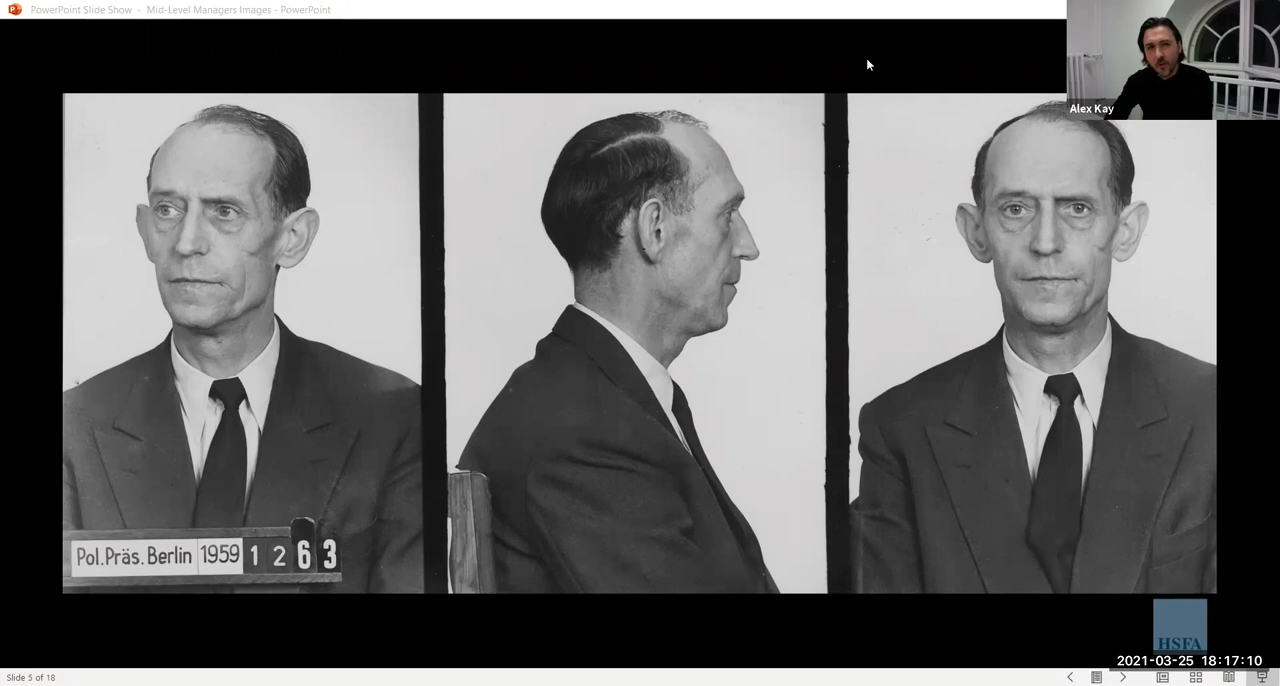 PowerPoint Slide Show - Mid-Level Managers Images - PowerPoint
Alex Kay
Pol.Präs.Berlin 1959 1 2 6 3
HSFA
2021-03-25 18:17:10
Slide 5 of 18